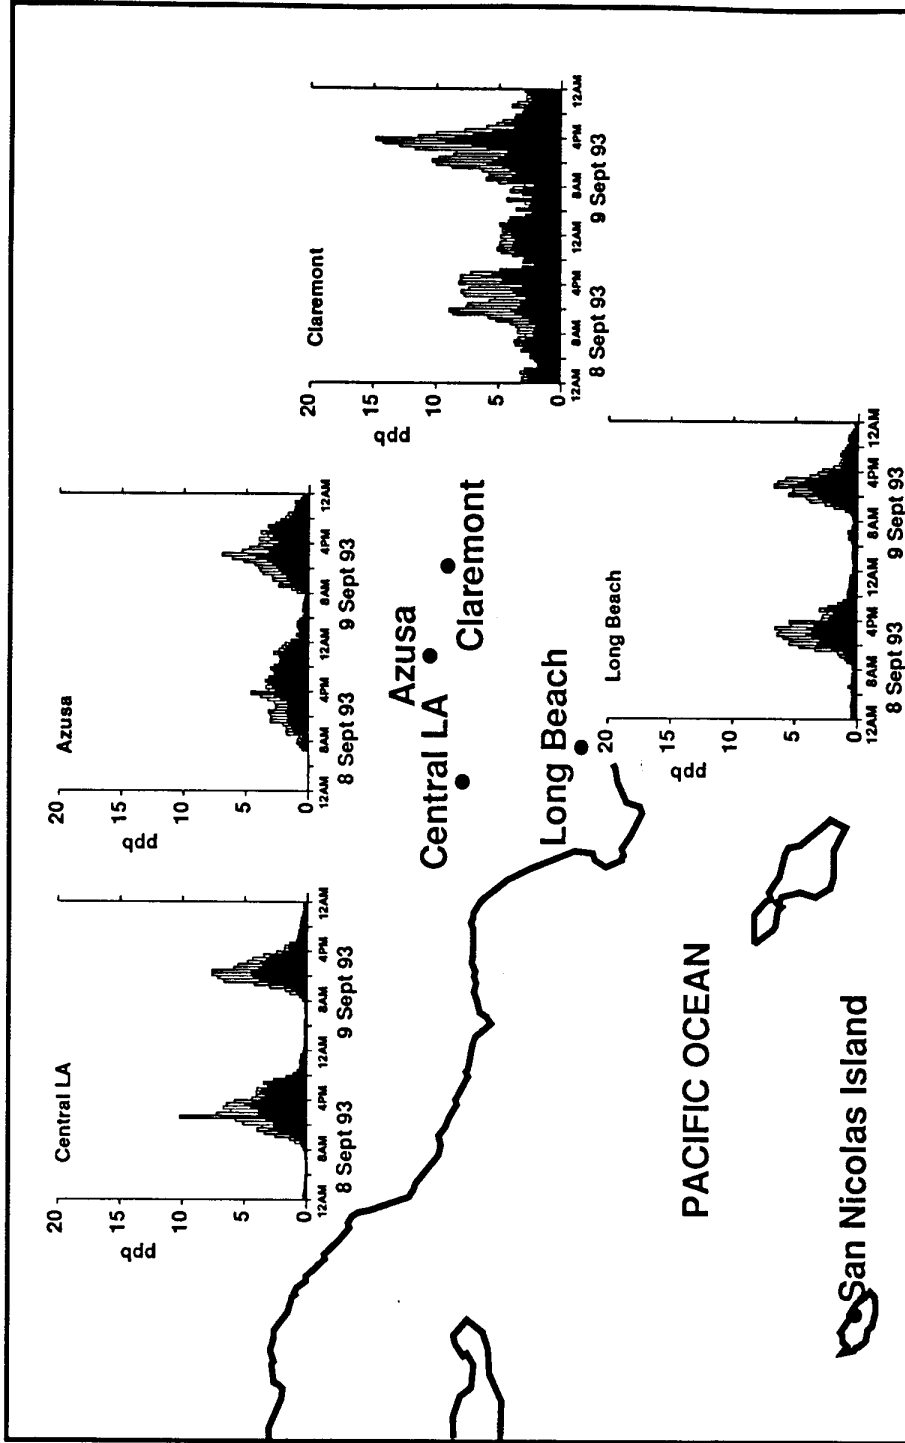 Central LA
20
15
10
5
0
ppb
12AM 8AM 4PM 12AM 8AM 4PM 12AM
8 Sept 93 9 Sept 93
Azusa
20
15
10
5
0
ppb
12AM 8AM 4PM 12AM 8AM 4PM 12AM
8 Sept 93 9 Sept 93
Claremont
20
15
10
5
0
ppb
12AM 8AM 4PM 12AM 8AM 4PM 12AM
8 Sept 93 9 Sept 93
Azusa
Central LA
Claremont
Long Beach
Long Beach
20
15
10
5
0
ppb
12AM 8AM 4PM 12AM 8AM 4PM 12AM
8 Sept 93 9 Sept 93
PACIFIC OCEAN
San Nicolas Island